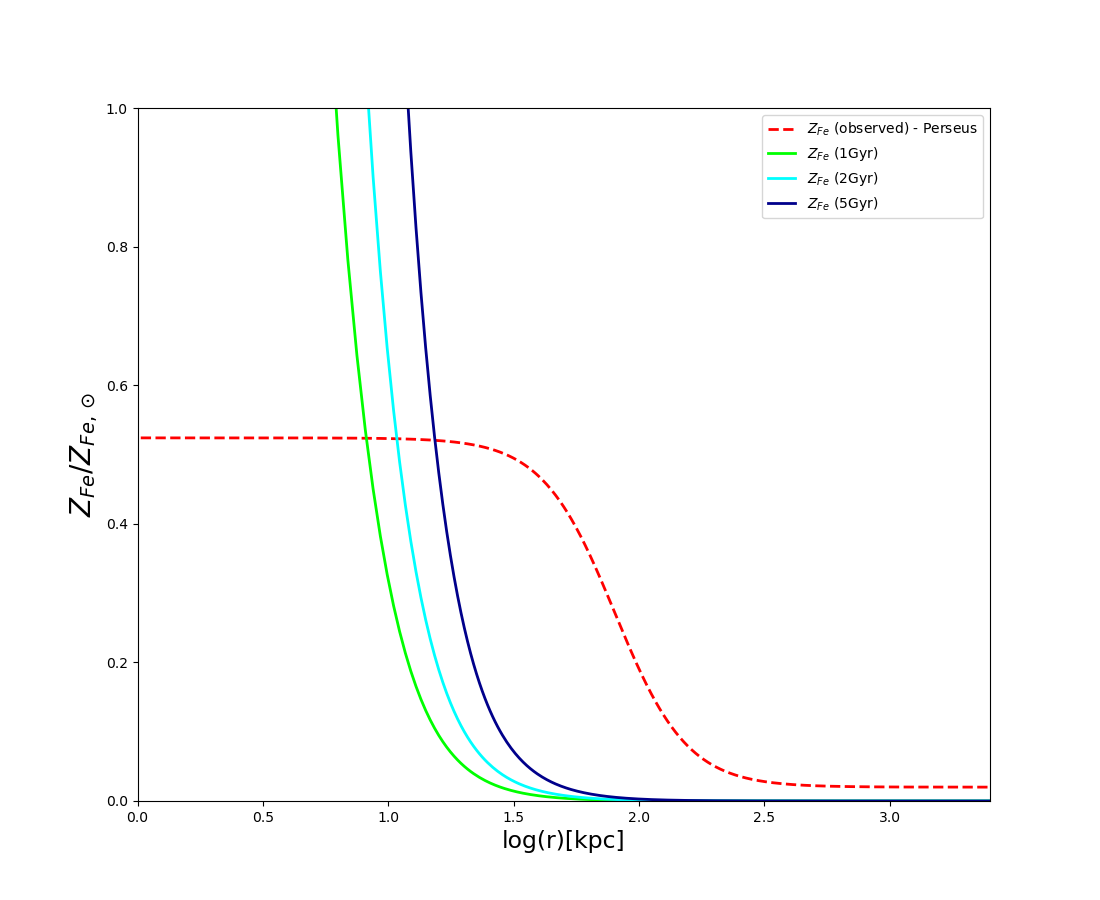 1.0
0.8
0.6
0.4
0.2
0.0
Z_Fe/Z_Fe, ⊙
Z_Fe (observed) - Perseus
Z_Fe (1Gyr)
Z_Fe (2Gyr)
Z_Fe (5Gyr)
0.0 0.5 1.0 1.5 2.0 2.5 3.0
log(r)[kpc]